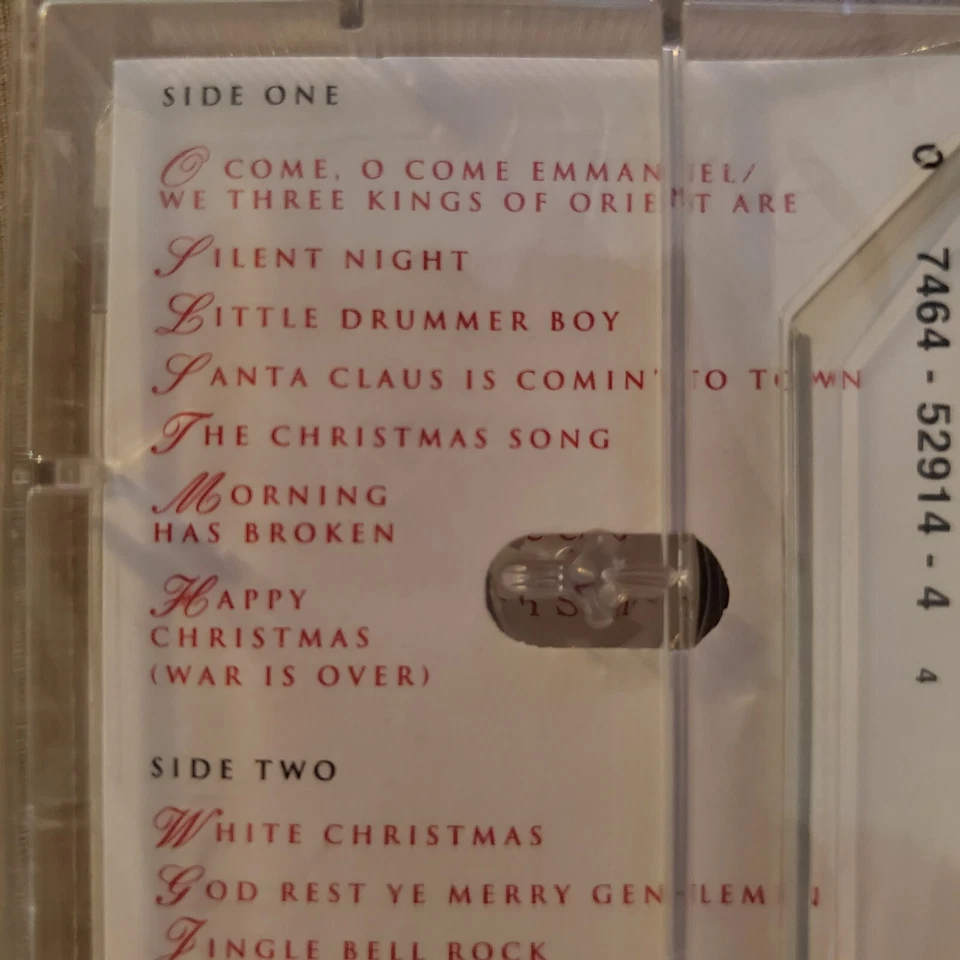 SIDE ONE
O COME, O COME EMMANUEL/
WE THREE KINGS OF ORIENT ARE
SILENT NIGHT
LITTLE DRUMMER BOY
SANTA CLAUS IS COMIN' TO TOWN
THE CHRISTMAS SONG
MORNING
HAS BROKEN
HAPPY
CHRISTMAS
(WAR IS OVER)
SIDE TWO
WHITE CHRISTMAS
GOD REST YE MERRY GENTLEMEN
JINGLE BELL ROCK
0 7464 - 52914 - 4 4